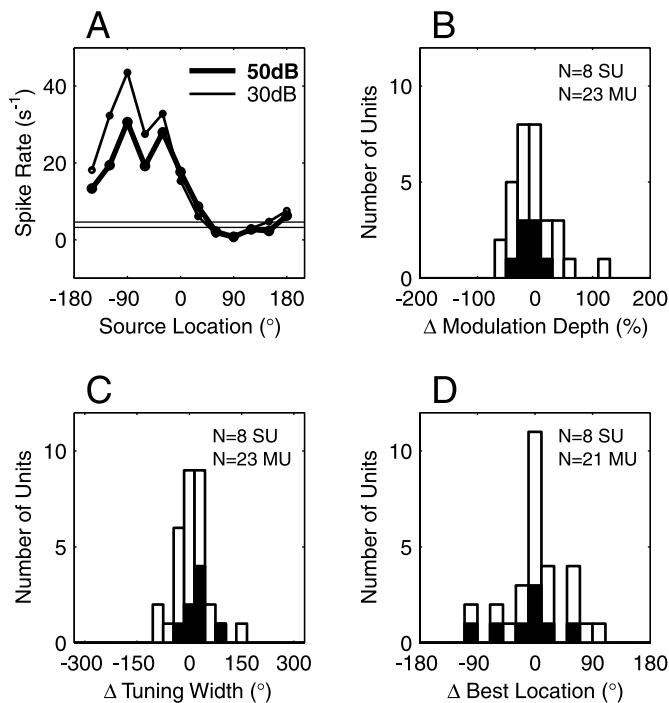 A
50dB
30dB
Spike Rate (s-1)
40
20
0
-180
-90
0
90
180
Source Location (°)
B
N=8 SU
N=23 MU
Number of Units
10
5
0
-200
-100
0
100
200
Δ Modulation Depth (%)
C
N=8 SU
N=23 MU
Number of Units
10
5
0
-300
-150
0
150
300
Δ Tuning Width (°)
D
N=8 SU
N=21 MU
Number of Units
10
5
0
-180
-90
0
90
180
Δ Best Location (°)